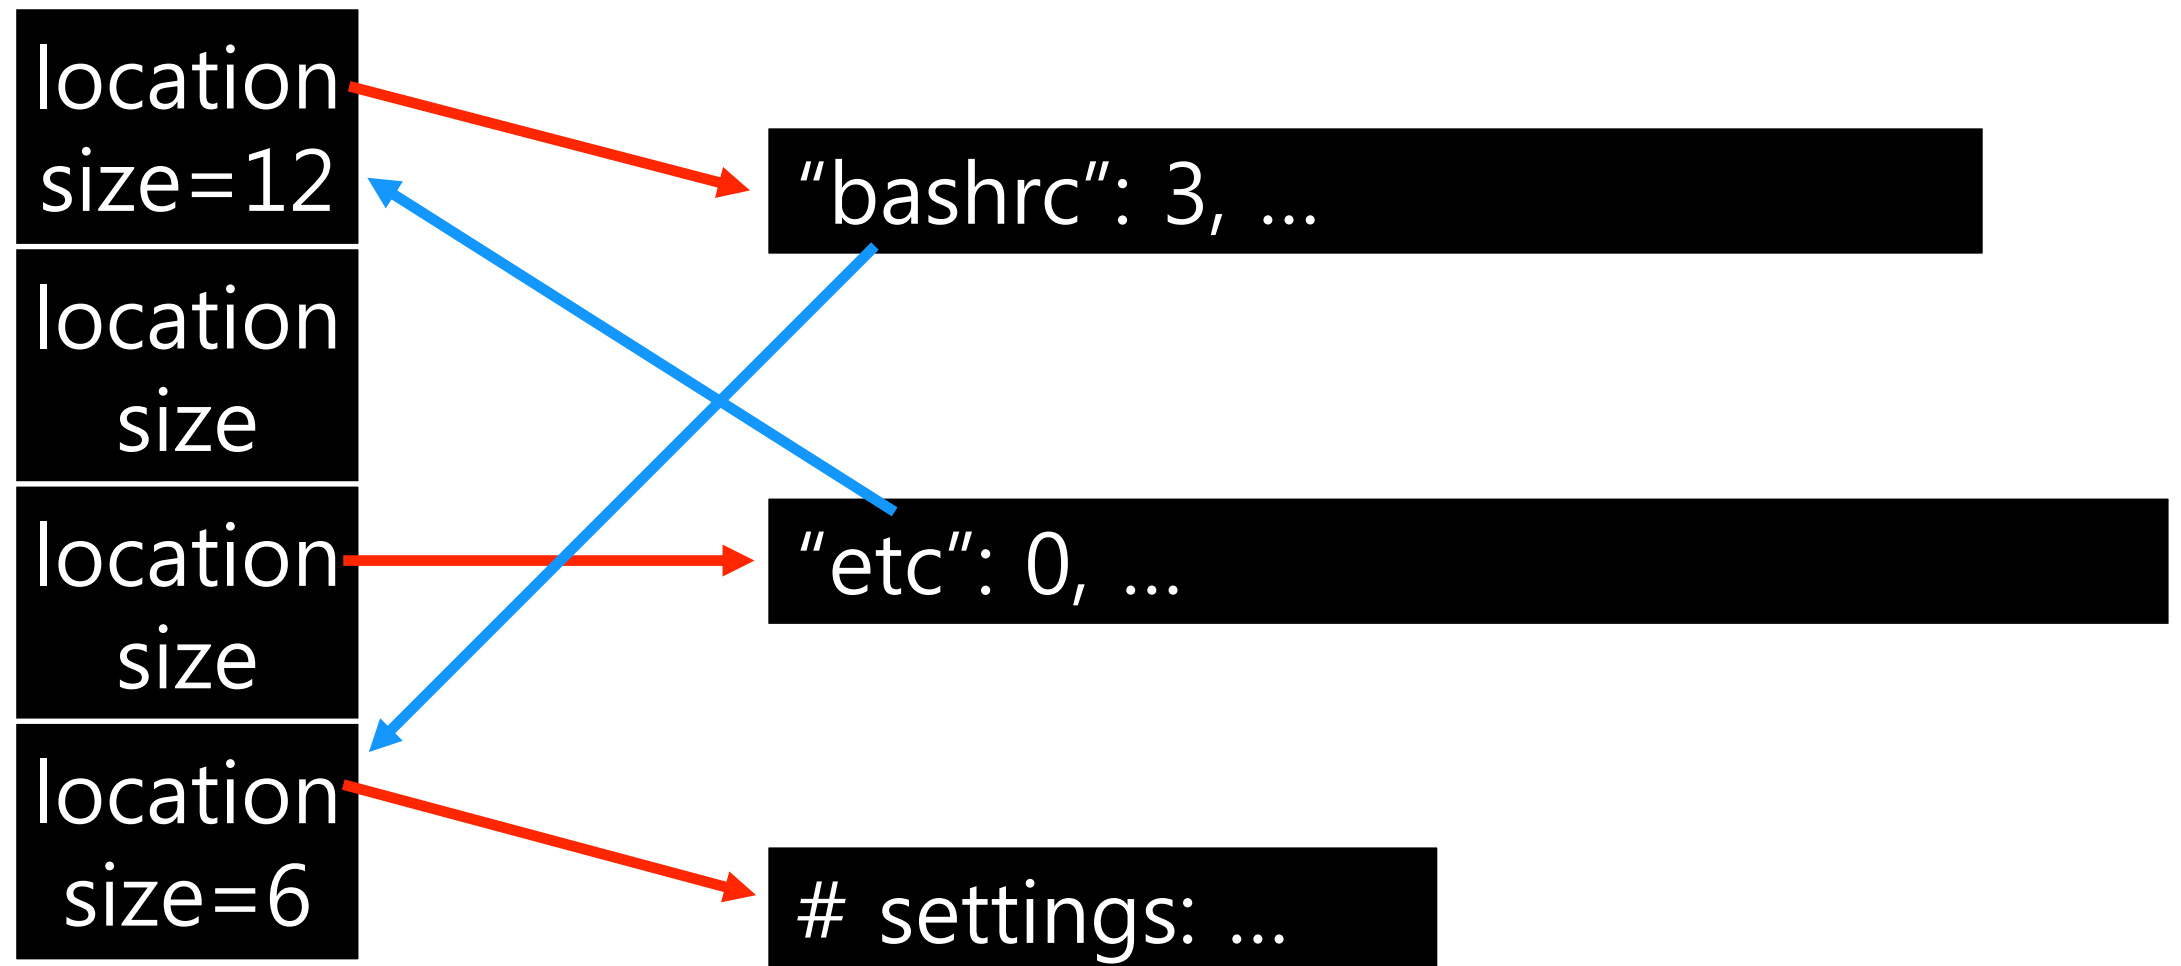 location
size=12
location
size
location
size
location
size=6
“bashrc”: 3, …
“etc”: 0, …
# settings: …